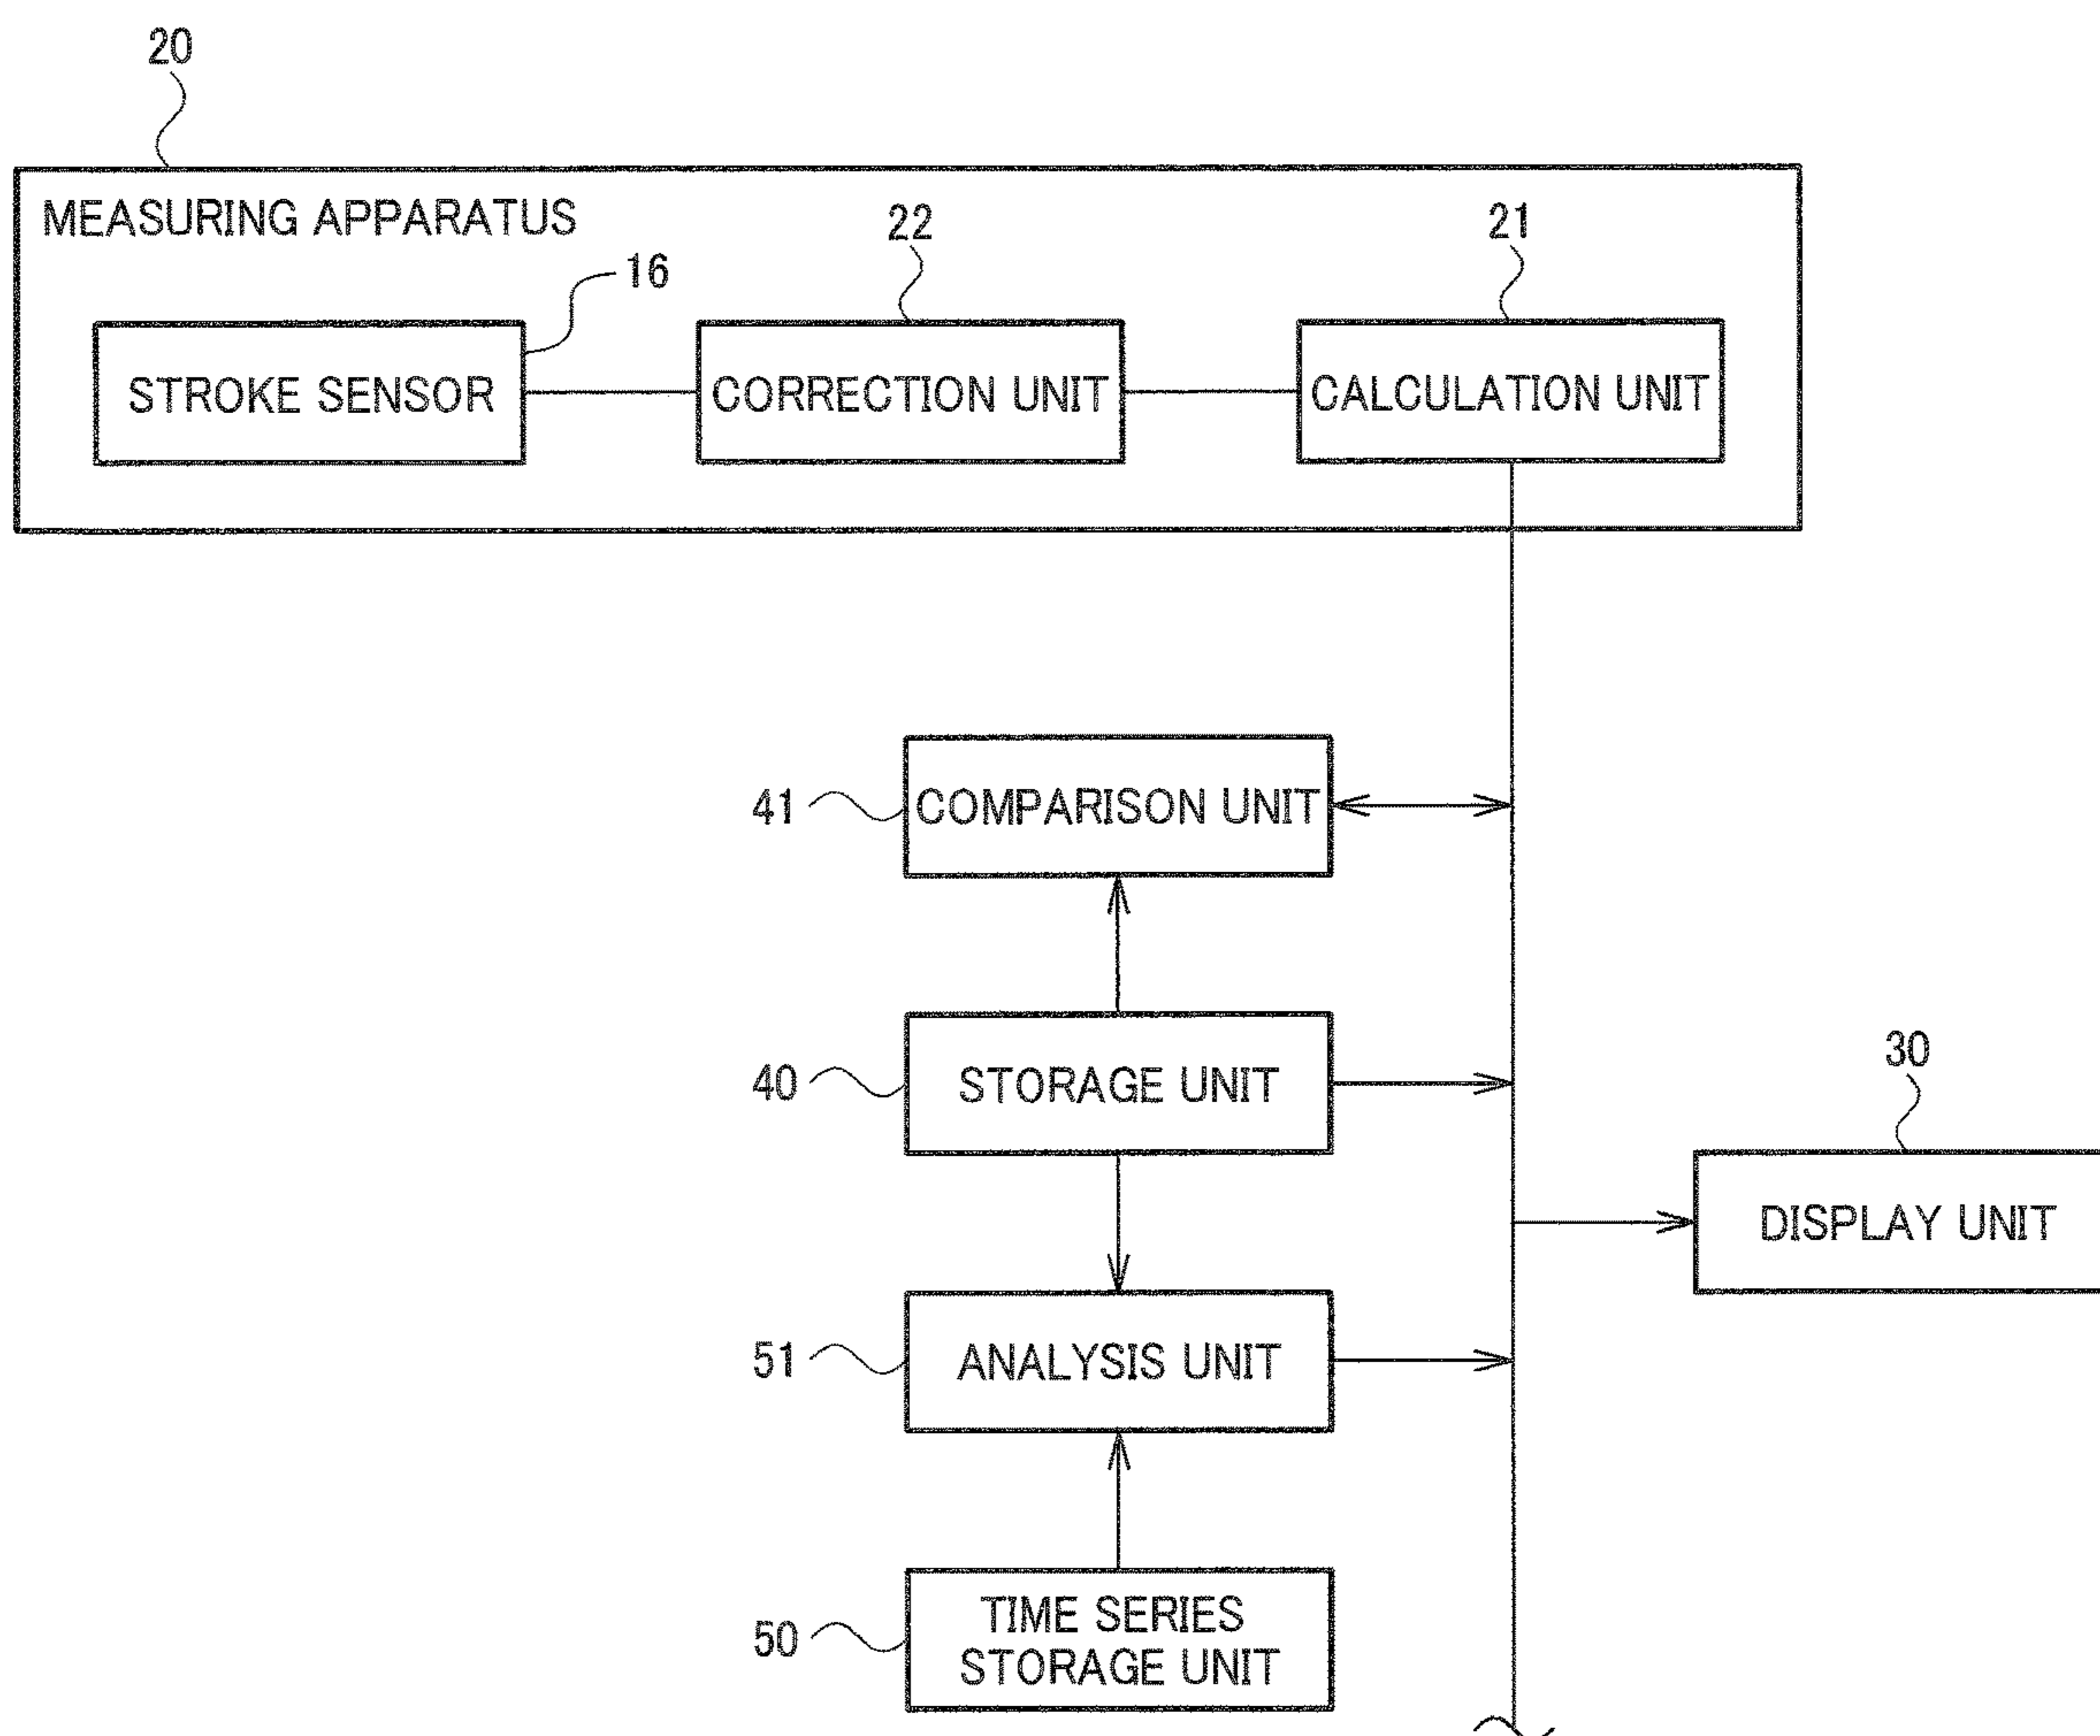 20
MEASURING APPARATUS
22
21
16
STROKE SENSOR
CORRECTION UNIT
CALCULATION UNIT
41
COMPARISON UNIT
40
STORAGE UNIT
30
DISPLAY UNIT
51
ANALYSIS UNIT
50
TIME SERIES
STORAGE UNIT